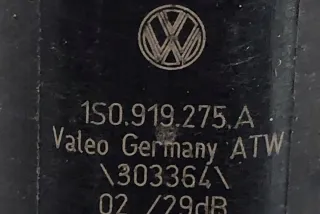 1S0.919.275.A
Valeo Germany ATW
\303364\
02 /29dB